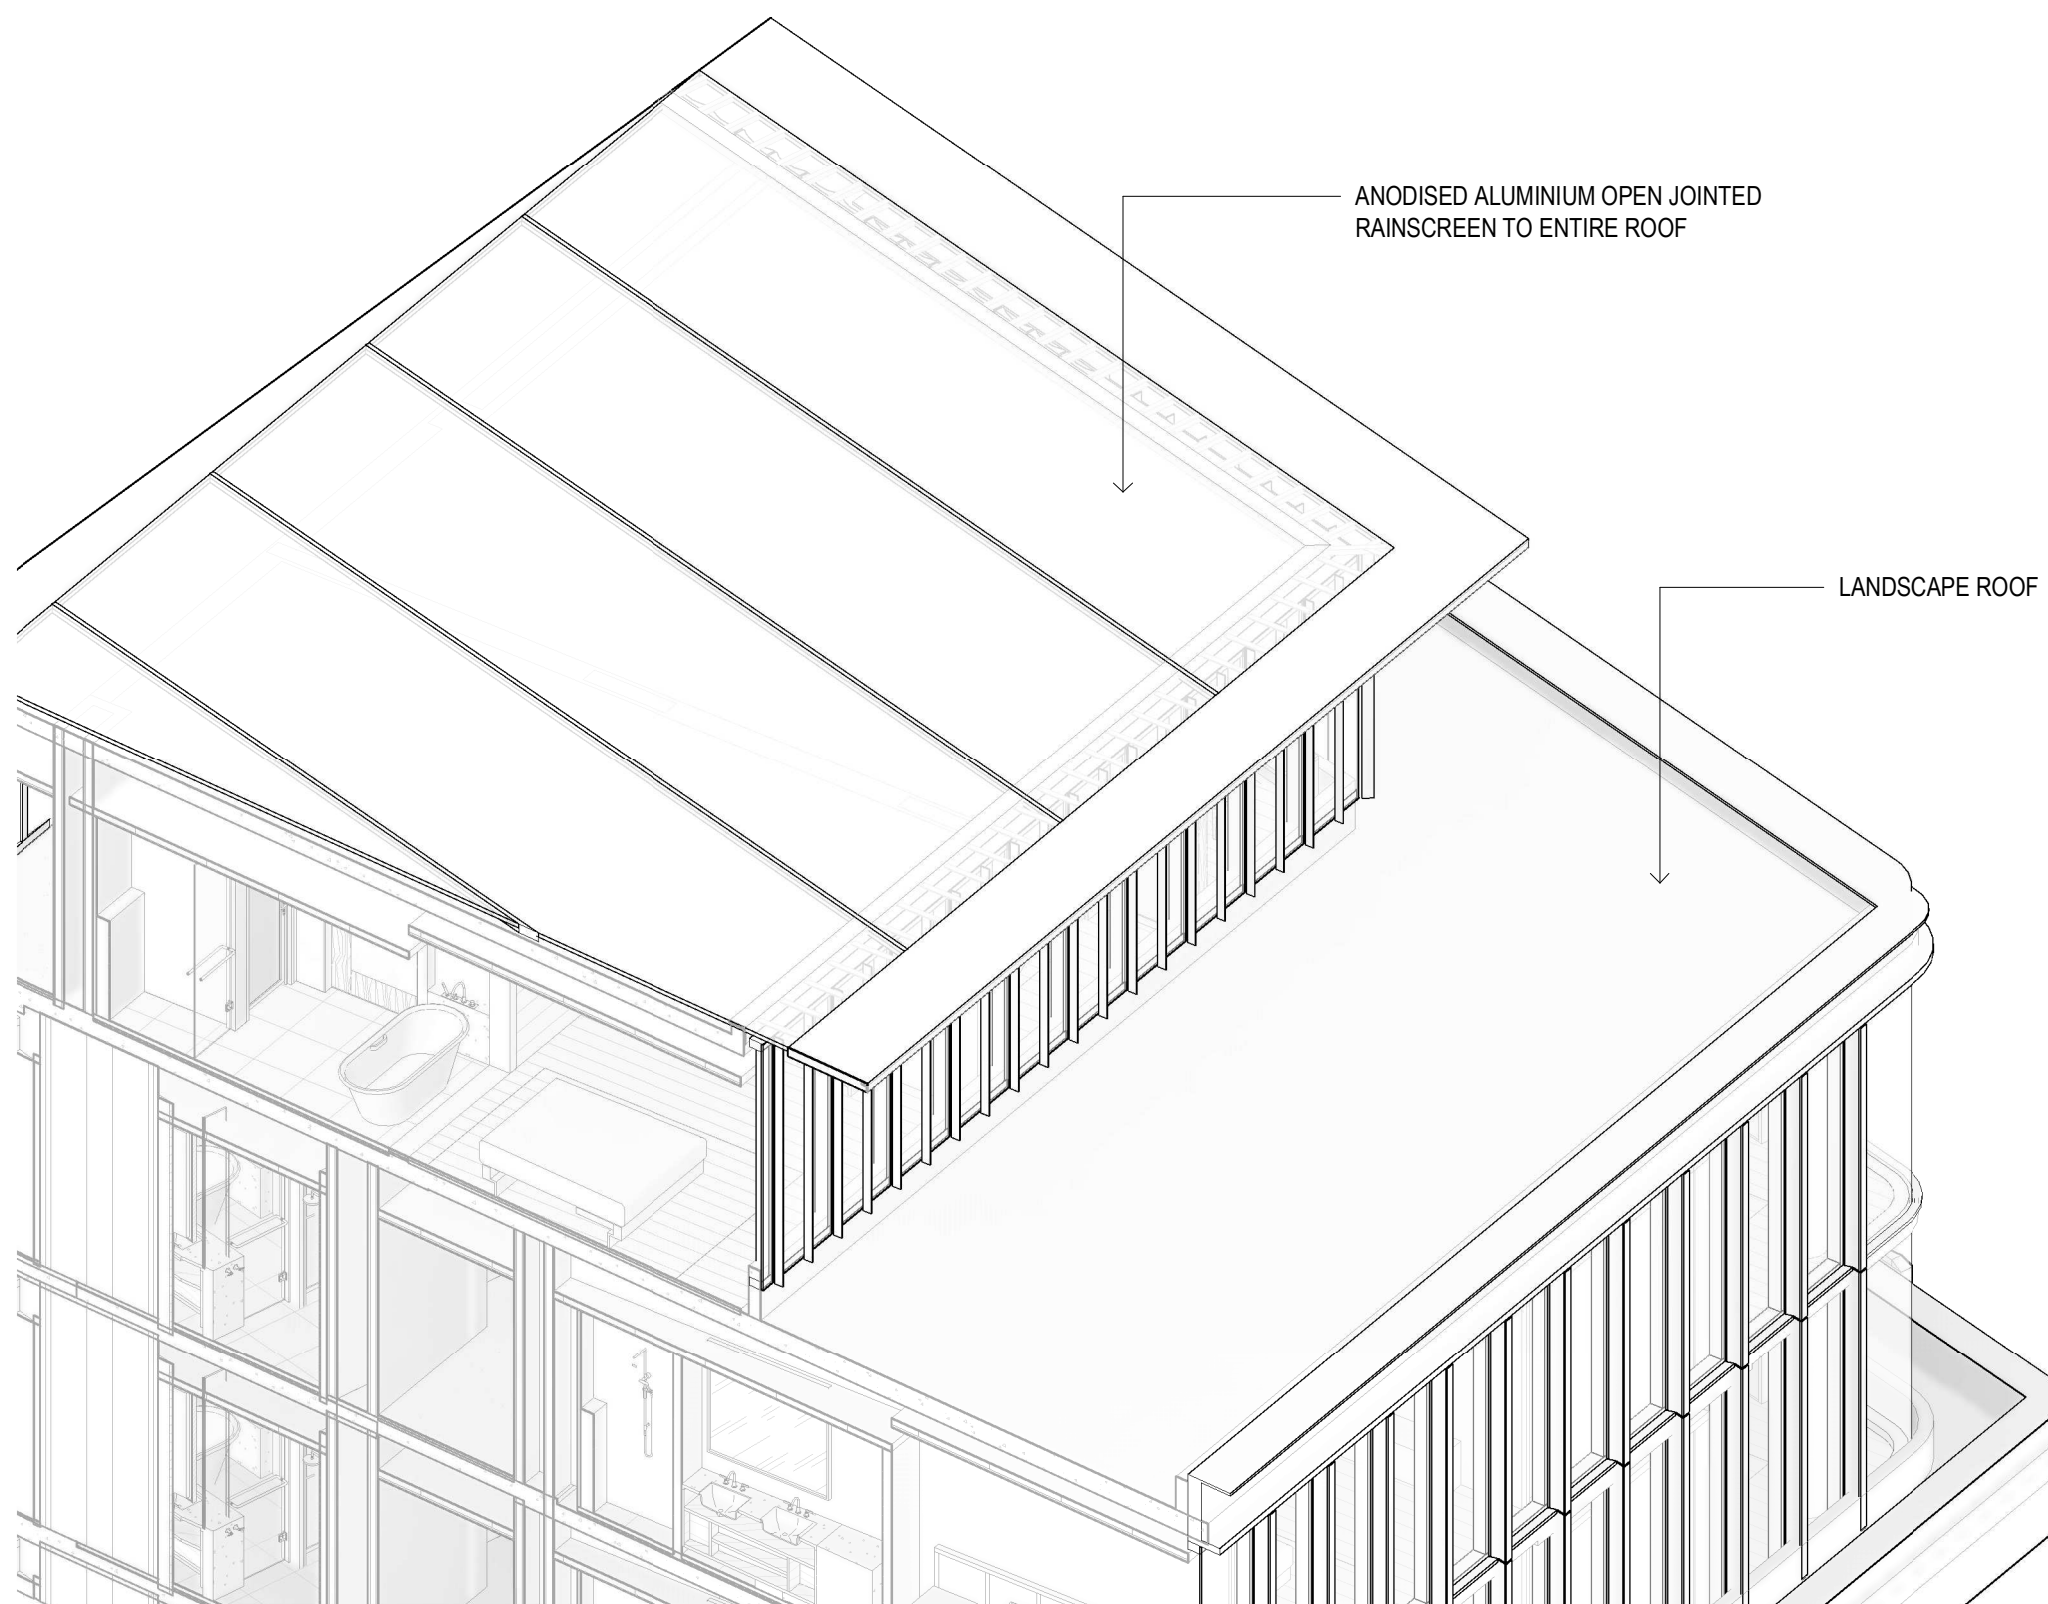 ANODISED ALUMINIUM OPEN JOINTED
RAINSCREEN TO ENTIRE ROOF
LANDSCAPE ROOF